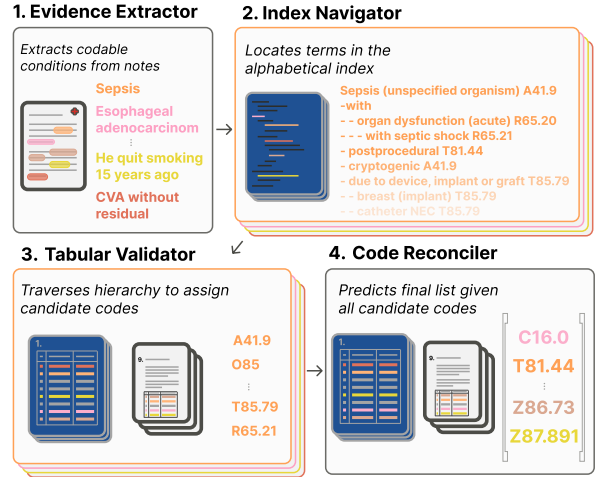 1. Evidence Extractor
Extracts codable
conditions from notes
Sepsis
Esophageal
adenocarcinom
⋮
He quit smoking
15 years ago
CVA without
residual
2. Index Navigator
Locates terms in the
alphabetical index
Sepsis (unspecified organism) A41.9
-with
- - organ dysfunction (acute) R65.20
- - - with septic shock R65.21
- postprocedural T81.44
- cryptogenic A41.9
- due to device, implant or graft T85.79
- - breast (implant) T85.79
- - catheter NEC T85.79
3. Tabular Validator
Traverses hierarchy to assign
candidate codes
1.
9.
A41.9
O85
⋮
T85.79
R65.21
4. Code Reconciler
Predicts final list given
all candidate codes
1.
9.
C16.0
T81.44
⋮
Z86.73
Z87.891